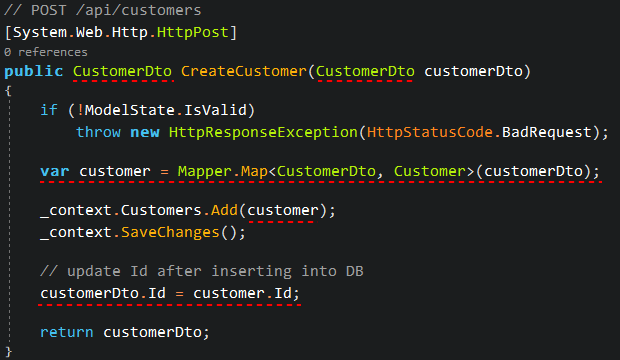 // POST /api/customers
[System.Web.Http.HttpPost]
0 references
public CustomerDto CreateCustomer(CustomerDto customerDto)
{
if (!ModelState.IsValid)
throw new HttpResponseException(HttpStatusCode.BadRequest);
var customer = Mapper.Map<CustomerDto, Customer>(customerDto);
_context.Customers.Add(customer);
_context.SaveChanges();
// update Id after inserting into DB
customerDto.Id = customer.Id;
return customerDto;
}